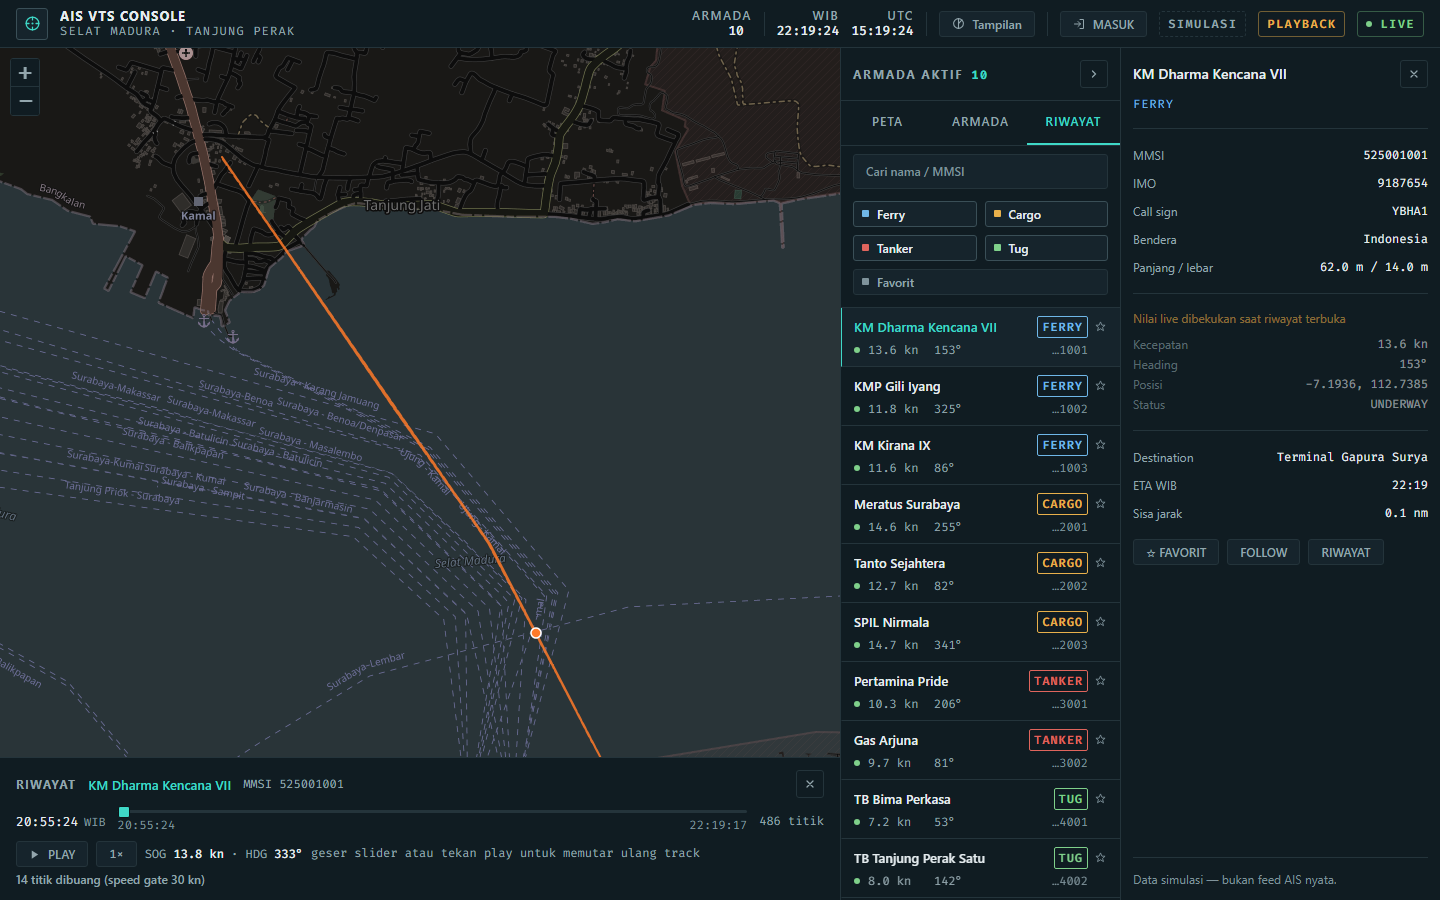 AIS VTS CONSOLE
SELAT MADURA · TANJUNG PERAK
ARMADA
10
WIB
22:19:24
UTC
15:19:24
Tampilan
MASUK
SIMULASI
PLAYBACK
LIVE
+
−
Bangkalan
Kamal
Tanjung Jati
Surabaya - Karang Jamuang
Surabaya-Makassar
Surabaya-Benoa
Surabaya - Benoa/Denpasar
Surabaya-Makassar
Surabaya - Masalembo
Surabaya - Batulicin
Surabaya - Batulicin
Surabaya - Balikpapan
Ujung - Kamal
Surabaya-Kumai
Surabaya - Kumai
Surabaya - Sampit
Tanjung Priok - Surabaya
Surabaya - Banjarmasin
Selat Madura
Surabaya-Lembar
ARMADA AKTIF 10
PETA
ARMADA
RIWAYAT
Cari nama / MMSI
Ferry
Cargo
Tanker
Tug
Favorit
KM Dharma Kencana VII
FERRY
13.6 kn 153° …1001
KMP Gili Iyang
FERRY
11.8 kn 325° …1002
KM Kirana IX
FERRY
11.6 kn 86° …1003
Meratus Surabaya
CARGO
14.6 kn 255° …2001
Tanto Sejahtera
CARGO
12.7 kn 82° …2002
SPIL Nirmala
CARGO
14.7 kn 341° …2003
Pertamina Pride
TANKER
10.3 kn 206° …3001
Gas Arjuna
TANKER
9.7 kn 81° …3002
TB Bima Perkasa
TUG
7.2 kn 53° …4001
TB Tanjung Perak Satu
TUG
8.0 kn 142° …4002
KM Dharma Kencana VII
FERRY
MMSI 525001001
IMO 9187654
Call sign YBHA1
Bendera Indonesia
Panjang / lebar 62.0 m / 14.0 m
Nilai live dibekukan saat riwayat terbuka
Kecepatan 13.6 kn
Heading 153°
Posisi −7.1936, 112.7385
Status UNDERWAY
Destination Terminal Gapura Surya
ETA WIB 22:19
Sisa jarak 0.1 nm
☆ FAVORIT
FOLLOW
RIWAYAT
Data simulasi — bukan feed AIS nyata.
RIWAYAT KM Dharma Kencana VII MMSI 525001001
20:55:24 WIB
20:55:24
22:19:17
486 titik
PLAY
1×
SOG 13.8 kn · HDG 333° geser slider atau tekan play untuk memutar ulang track
14 titik dibuang (speed gate 30 kn)